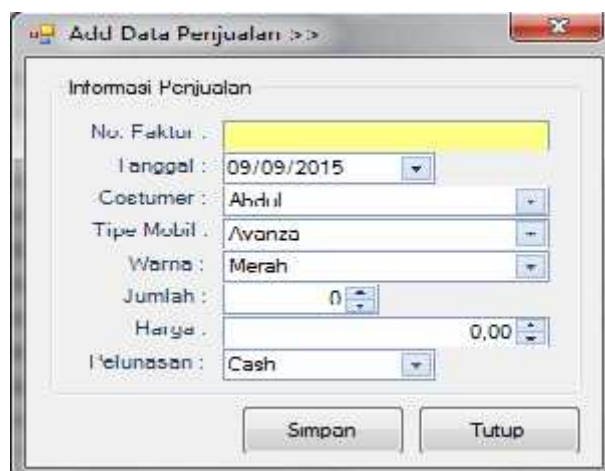 Add Data Penjualan >>
Informasi Penjualan
No. Faktur :
Tanggal : 09/09/2015
Costumer : Abdul
Tipe Mobil : Avanza
Warna : Merah
Jumlah : 0
Harga : 0,00
Pelunasan : Cash
Simpan Tutup